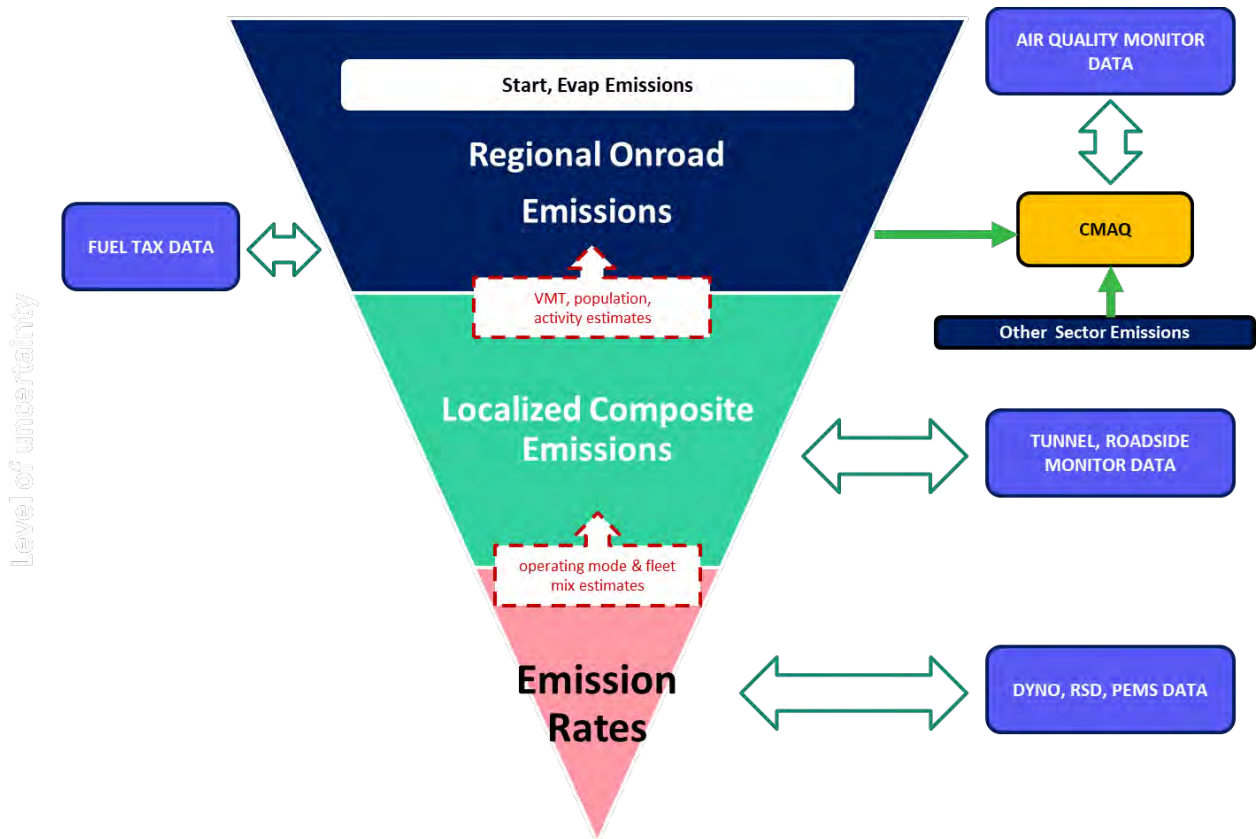 AIR QUALITY MONITOR
DATA
Start, Evap Emissions
Regional Onroad
Emissions
FUEL TAX DATA
CMAQ
VMT, population,
activity estimates
Other Sector Emissions
Level of uncertainty
Localized Composite
Emissions
TUNNEL, ROADSIDE
MONITOR DATA
operating mode & fleet
mix estimates
Emission
Rates
DYNO, RSD, PEMS DATA